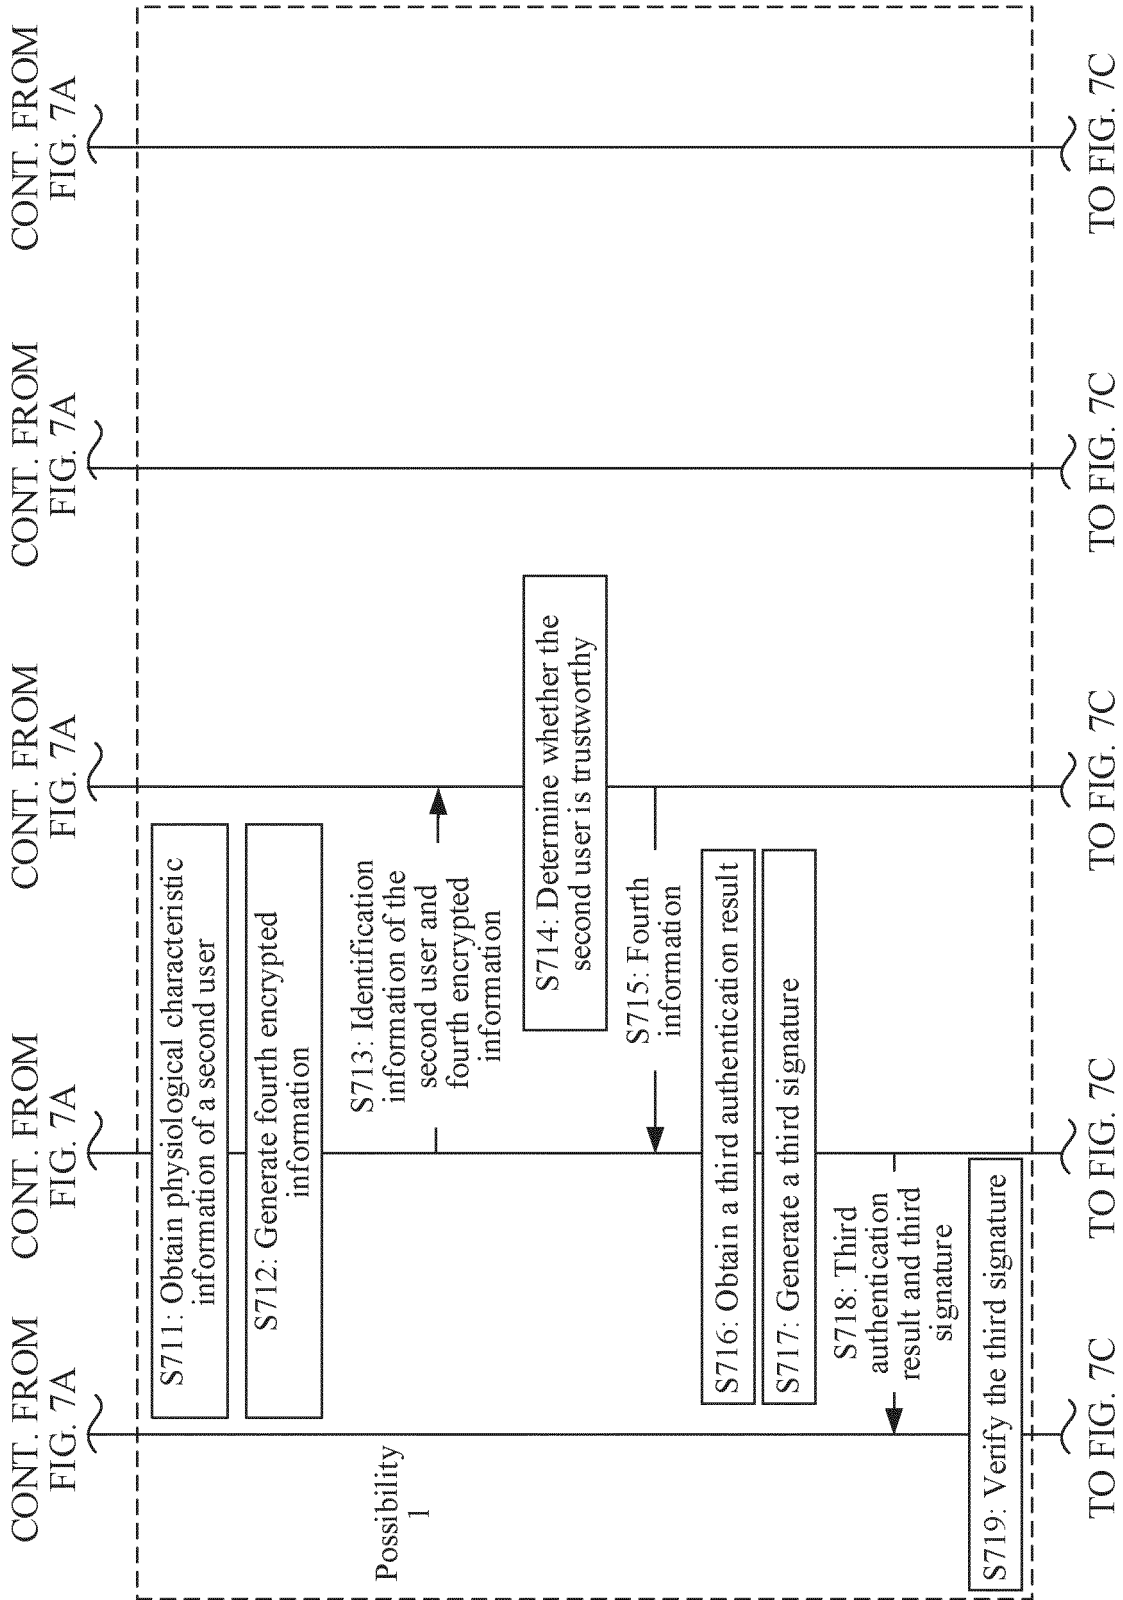 CONT. FROM
FIG. 7A
CONT. FROM
FIG. 7A
CONT. FROM
FIG. 7A
CONT. FROM
FIG. 7A
CONT. FROM
FIG. 7A
S711: Obtain physiological characteristic
information of a second user
S712: Generate fourth encrypted
information
Possibility
1
S713: Identification
information of the
second user and
fourth encrypted
information
S714: Determine whether the
second user is trustworthy
S715: Fourth
information
S716: Obtain a third authentication result
S717: Generate a third signature
S718: Third
authentication
result and third
signature
S719: Verify the third signature
TO FIG. 7C
TO FIG. 7C
TO FIG. 7C
TO FIG. 7C
TO FIG. 7C